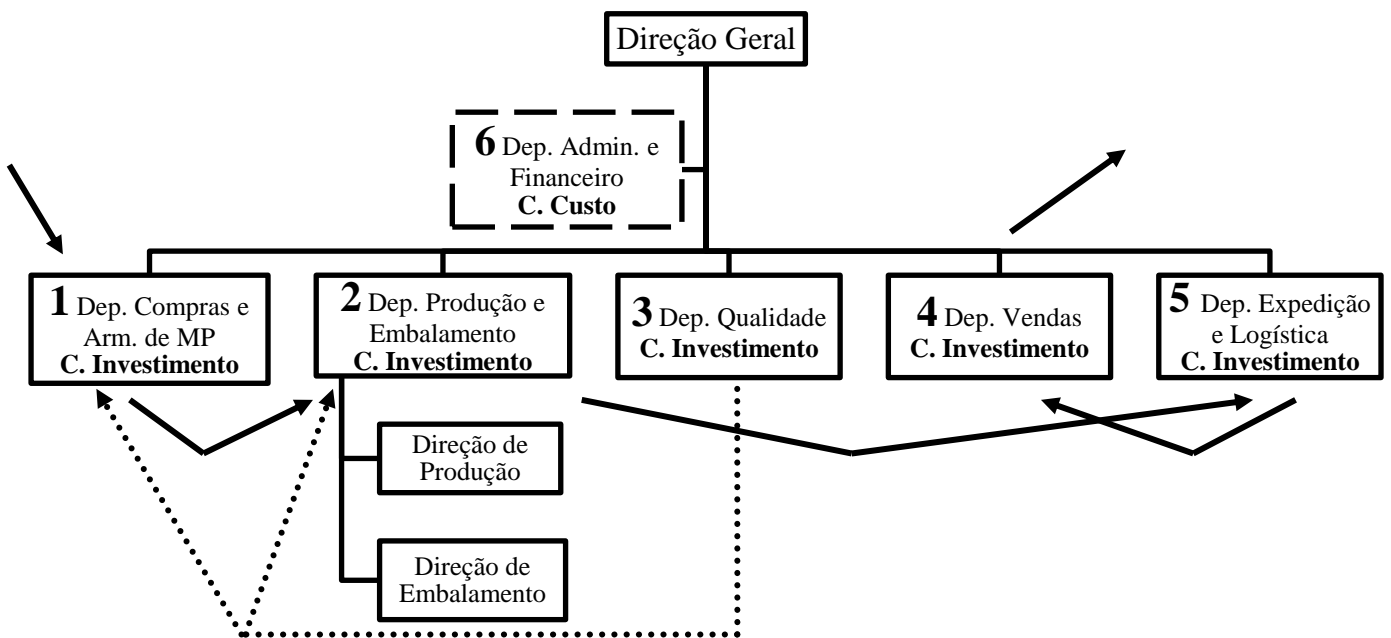 Direção Geral
6 Dep. Admin. e
Financeiro
C. Custo
1 Dep. Compras e
Arm. de MP
C. Investimento
2 Dep. Produção e
Embalamento
C. Investimento
3 Dep. Qualidade
C. Investimento
4 Dep. Vendas
C. Investimento
5 Dep. Expedição
e Logística
C. Investimento
Direção de
Produção
Direção de
Embalamento